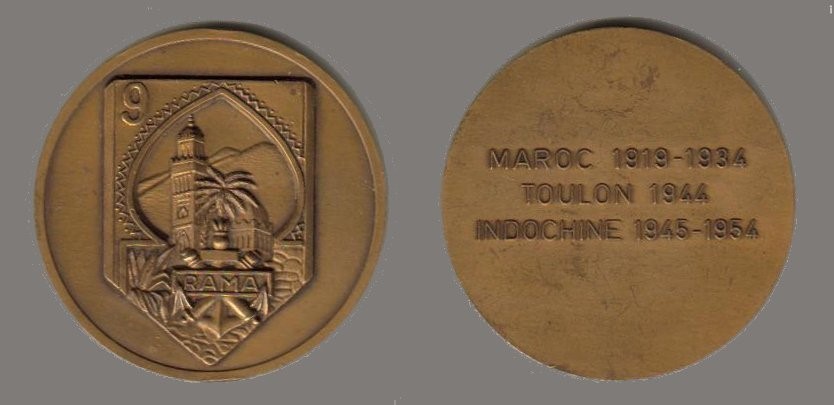 9
RAMA
MAROC 1919-1934
TOULON 1944
INDOCHINE 1945-1954